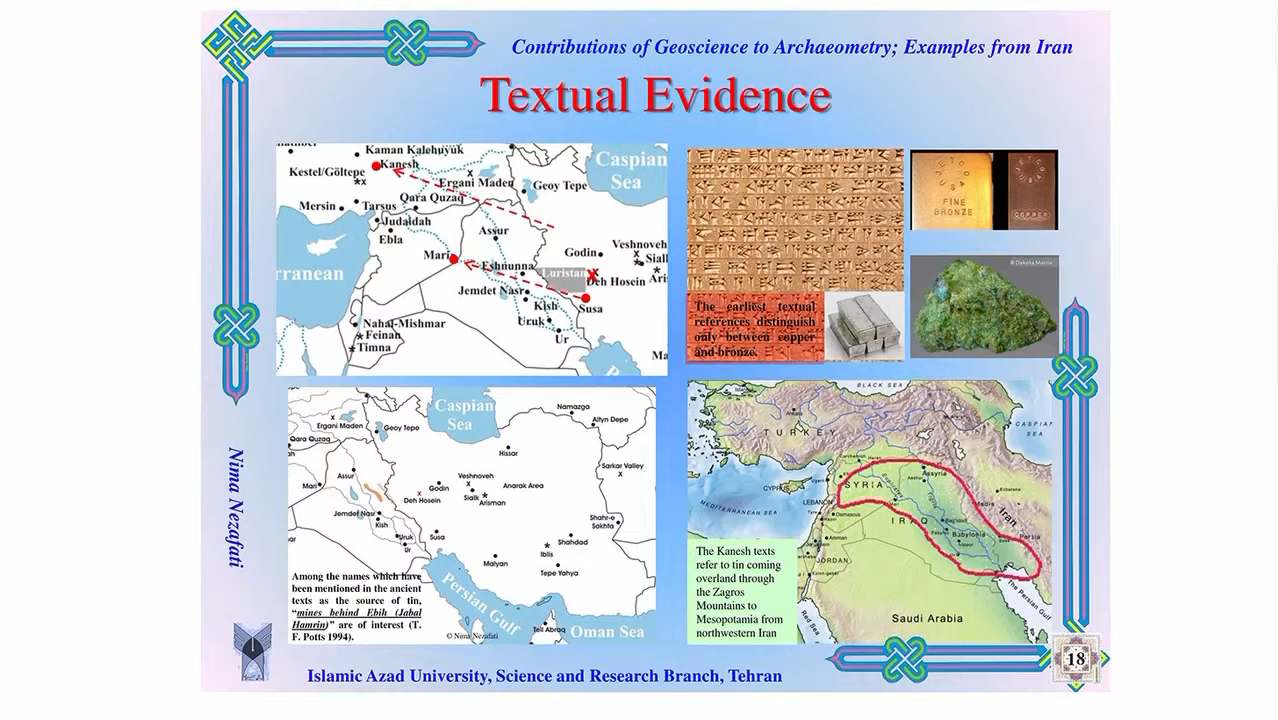 Contributions of Geoscience to Archaeometry; Examples from Iran
Textual Evidence
Kaman Kalehüyük
Kanesh
Kestel/Göltepe
Ergani Maden
Geoy Tepe
Caspian
Sea
Mersin
Tarsus
Qara Quzaq
Judaidah
Ebla
Assur
Mari
Eshnunna
Godin
Veshnoveh
Sialk
Luristan
Deh Hosein
Jemdet Nasr
Kish
Susa
Uruk
Ur
Nahal-Mishmar
Feinan
Timna
rranean
The earliest textual
references distinguish
only between copper
and bronze.
FINE
BRONZE
COPPER
Caspian
Sea
Ergani Maden
Geoy Tepe
Qara Quzaq
Namazga
Altyn Depe
Hissar
Sarkar Valley
Assur
Mari
Godin
Veshnoveh
Deh Hosein
Sialk
Arisman
Anarak Area
Jemdet Nasr
Kish
Uruk
Ur
Susa
Shahr-e
Sokhta
Shahdad
Iblis
Malyan
Tepe Yahya
Persian Gulf
Tell Abraq
Oman Sea
© Nima Nezafati
Among the names which have
been mentioned in the ancient
texts as the source of tin,
“mines behind Ebih (Jabal
Hamrin)” are of interest (T.
F. Potts 1994).
BLACK SEA
TURKEY
CASPIAN
SEA
CYPRUS
SYRIA
Assyria
LEBANON
MEDITERRANEAN SEA
Damascus
IRAQ
Baghdad
Babylonia
Iran
Persia
Amman
JORDAN
Saudi Arabia
Red Sea
The Persian Gulf
The Kanesh texts
refer to tin coming
overland through
the Zagros
Mountains to
Mesopotamia from
northwestern Iran
Nima Nezafati
Islamic Azad University, Science and Research Branch, Tehran
18